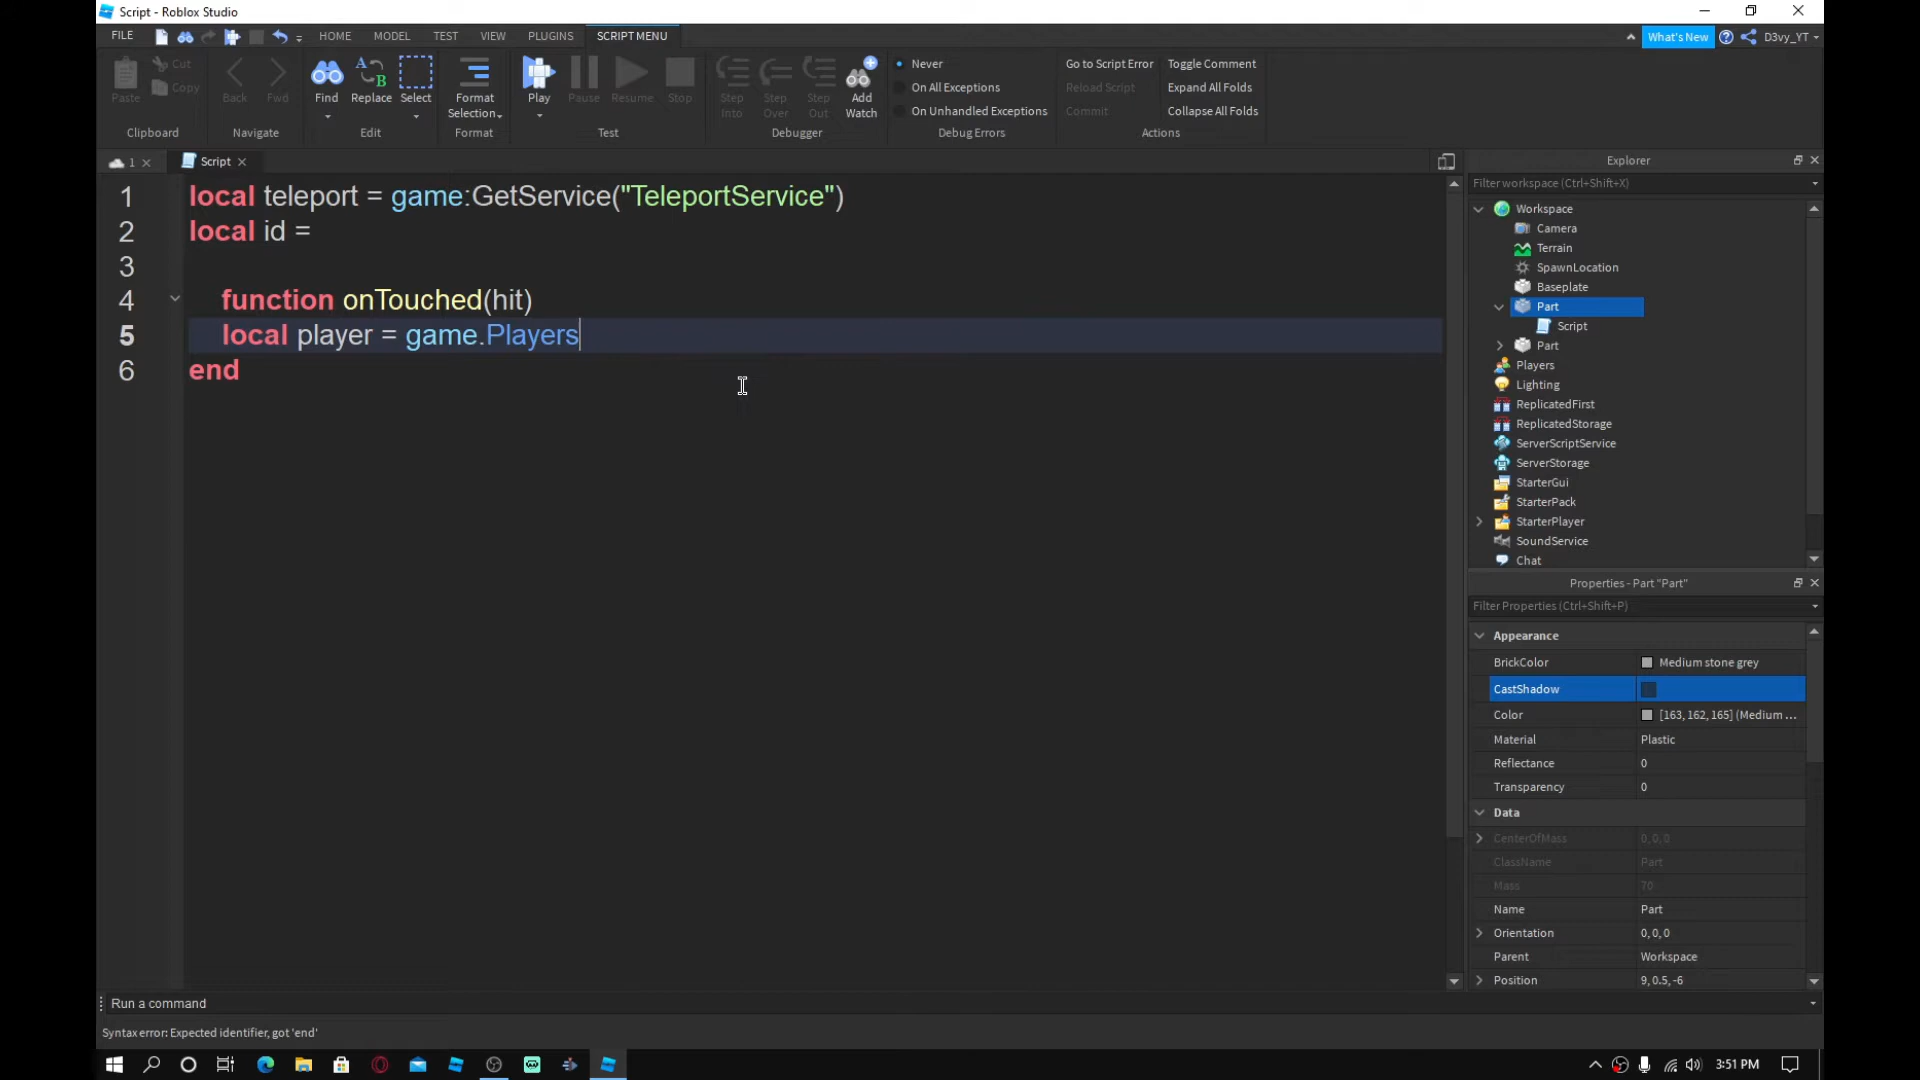 Script - Roblox Studio
FILE HOME MODEL TEST VIEW PLUGINS SCRIPT MENU What's New D3vy_YT
Paste Cut Copy
Back Fwd
Find Replace Select
Format Selection
Play Pause Resume Stop
Step Into Step Over Step Out Add Watch
Never
On All Exceptions
On Unhandled Exceptions
Go to Script Error
Reload Script
Commit
Toggle Comment
Expand All Folds
Collapse All Folds
Clipboard Navigate Edit Format Test Debugger Debug Errors Actions
1 Script
1 local teleport = game:GetService("TeleportService")
2 local id =
3
4 function onTouched(hit)
5 local player = game.Players
6 end
Explorer
Filter workspace (Ctrl+Shift+X)
Workspace
Camera
Terrain
SpawnLocation
Baseplate
Part
Script
Part
Players
Lighting
ReplicatedFirst
ReplicatedStorage
ServerScriptService
ServerStorage
StarterGui
StarterPack
StarterPlayer
SoundService
Chat
Properties - Part "Part"
Filter Properties (Ctrl+Shift+P)
Appearance
BrickColor Medium stone grey
CastShadow
Color [163, 162, 165] (Medium ...
Material Plastic
Reflectance 0
Transparency 0
Data
CenterOfMass 0, 0, 0
ClassName Part
Mass 70
Name Part
Orientation 0, 0, 0
Parent Workspace
Position 9, 0.5, -6
Run a command
Syntax error: Expected identifier, got 'end'
3:51 PM